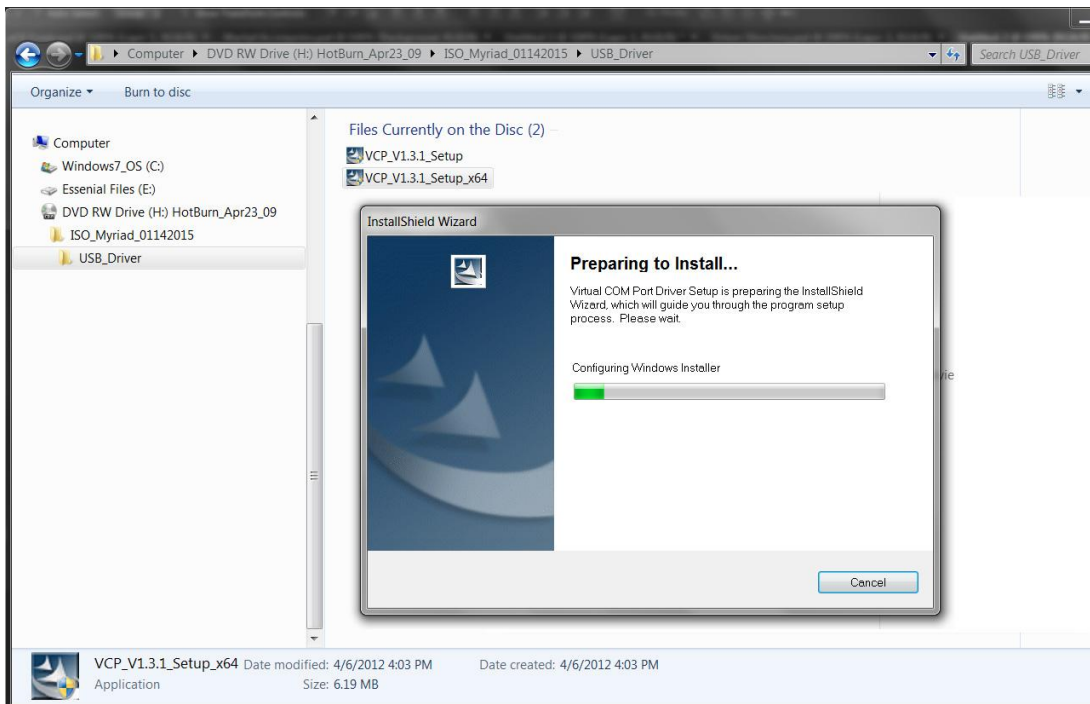 Computer DVD RW Drive (H:) HotBurn_Apr23_09 ISO_Myriad_01142015 USB_Driver Search USB_Driver
Organize Burn to disc
Computer
Windows7_OS (C:)
Essenial Files (E:)
DVD RW Drive (H:) HotBurn_Apr23_09
ISO_Myriad_01142015
USB_Driver
Files Currently on the Disc (2)
VCP_V1.3.1_Setup
VCP_V1.3.1_Setup_x64
InstallShield Wizard
Preparing to Install...
Virtual COM Port Driver Setup is preparing the InstallShield
Wizard, which will guide you through the program setup
process. Please wait.
Configuring Windows Installer
Cancel
VCP_V1.3.1_Setup_x64 Date modified: 4/6/2012 4:03 PM Date created: 4/6/2012 4:03 PM
Application Size: 6.19 MB